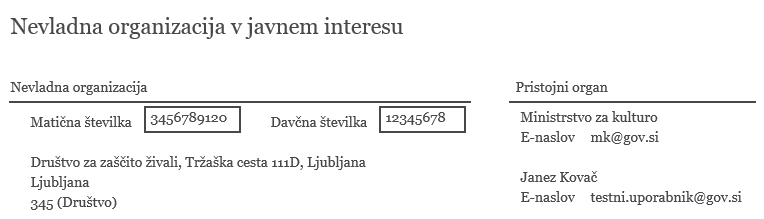 Nevladna organizacija v javnem interesu
Nevladna organizacija
Matična številka 3456789120 Davčna številka 12345678
Društvo za zaščito živali, Tržaška cesta 111D, Ljubljana
Ljubljana
345 (Društvo)
Pristojni organ
Ministrstvo za kulturo
E-naslov mk@gov.si
Janez Kovač
E-naslov testni.uporabnik@gov.si